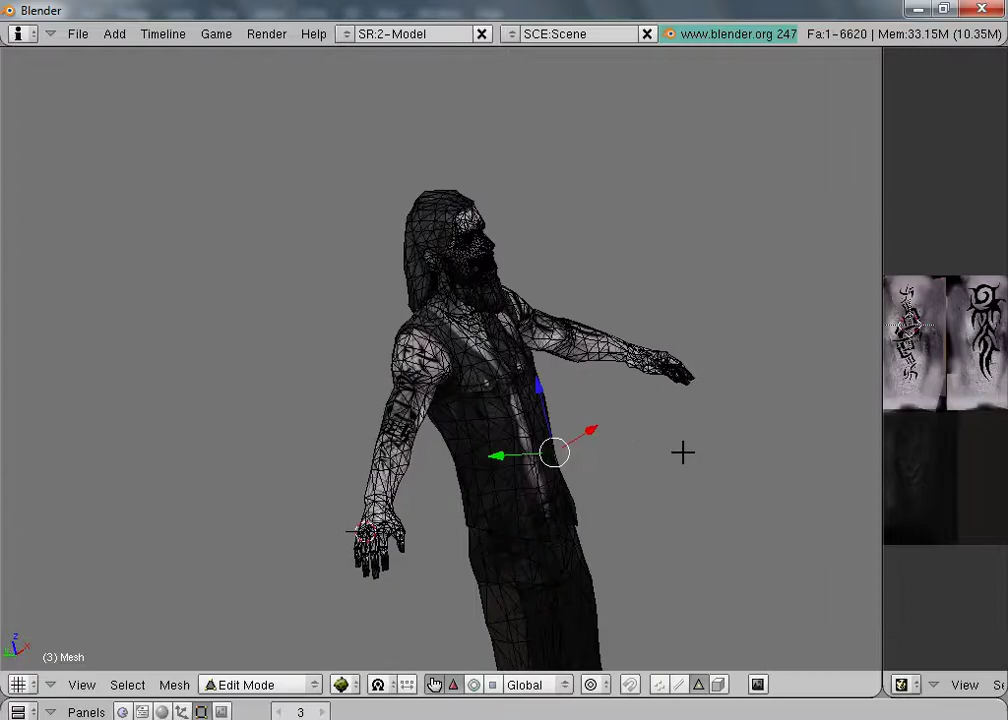 Blender
File Add Timeline Game Render Help SR:2-Model SCE:Scene www.blender.org 247 Fa:1-6620 | Mem:33.15M (10.35M)
z
x
(3) Mesh
View Select Mesh Edit Mode Global View
Panels 3